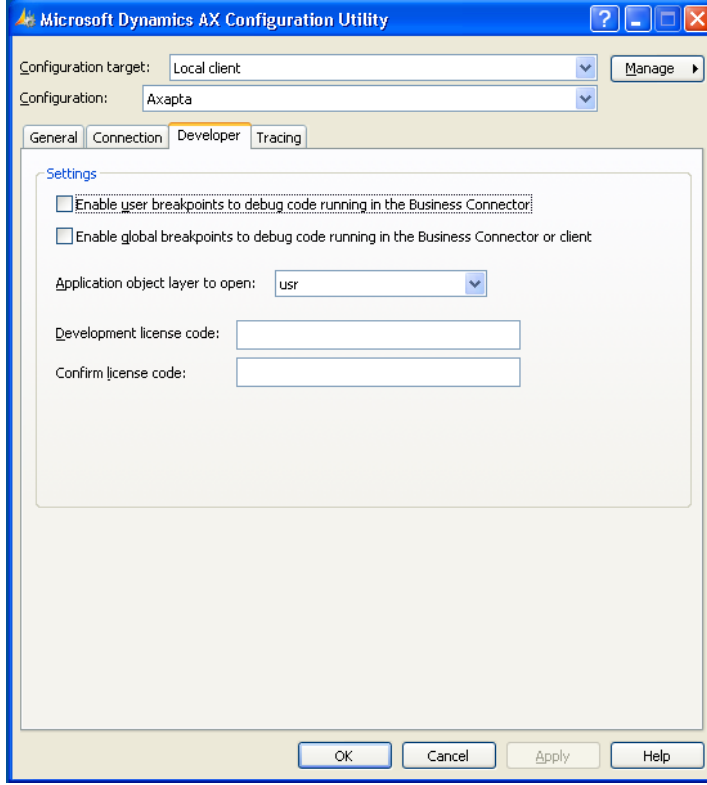 Microsoft Dynamics AX Configuration Utility
Configuration target: Local client Manage
Configuration: Axapta
General Connection Developer Tracing
Settings
Enable user breakpoints to debug code running in the Business Connector
Enable global breakpoints to debug code running in the Business Connector or client
Application object layer to open: usr
Development license code:
Confirm license code:
OK Cancel Apply Help